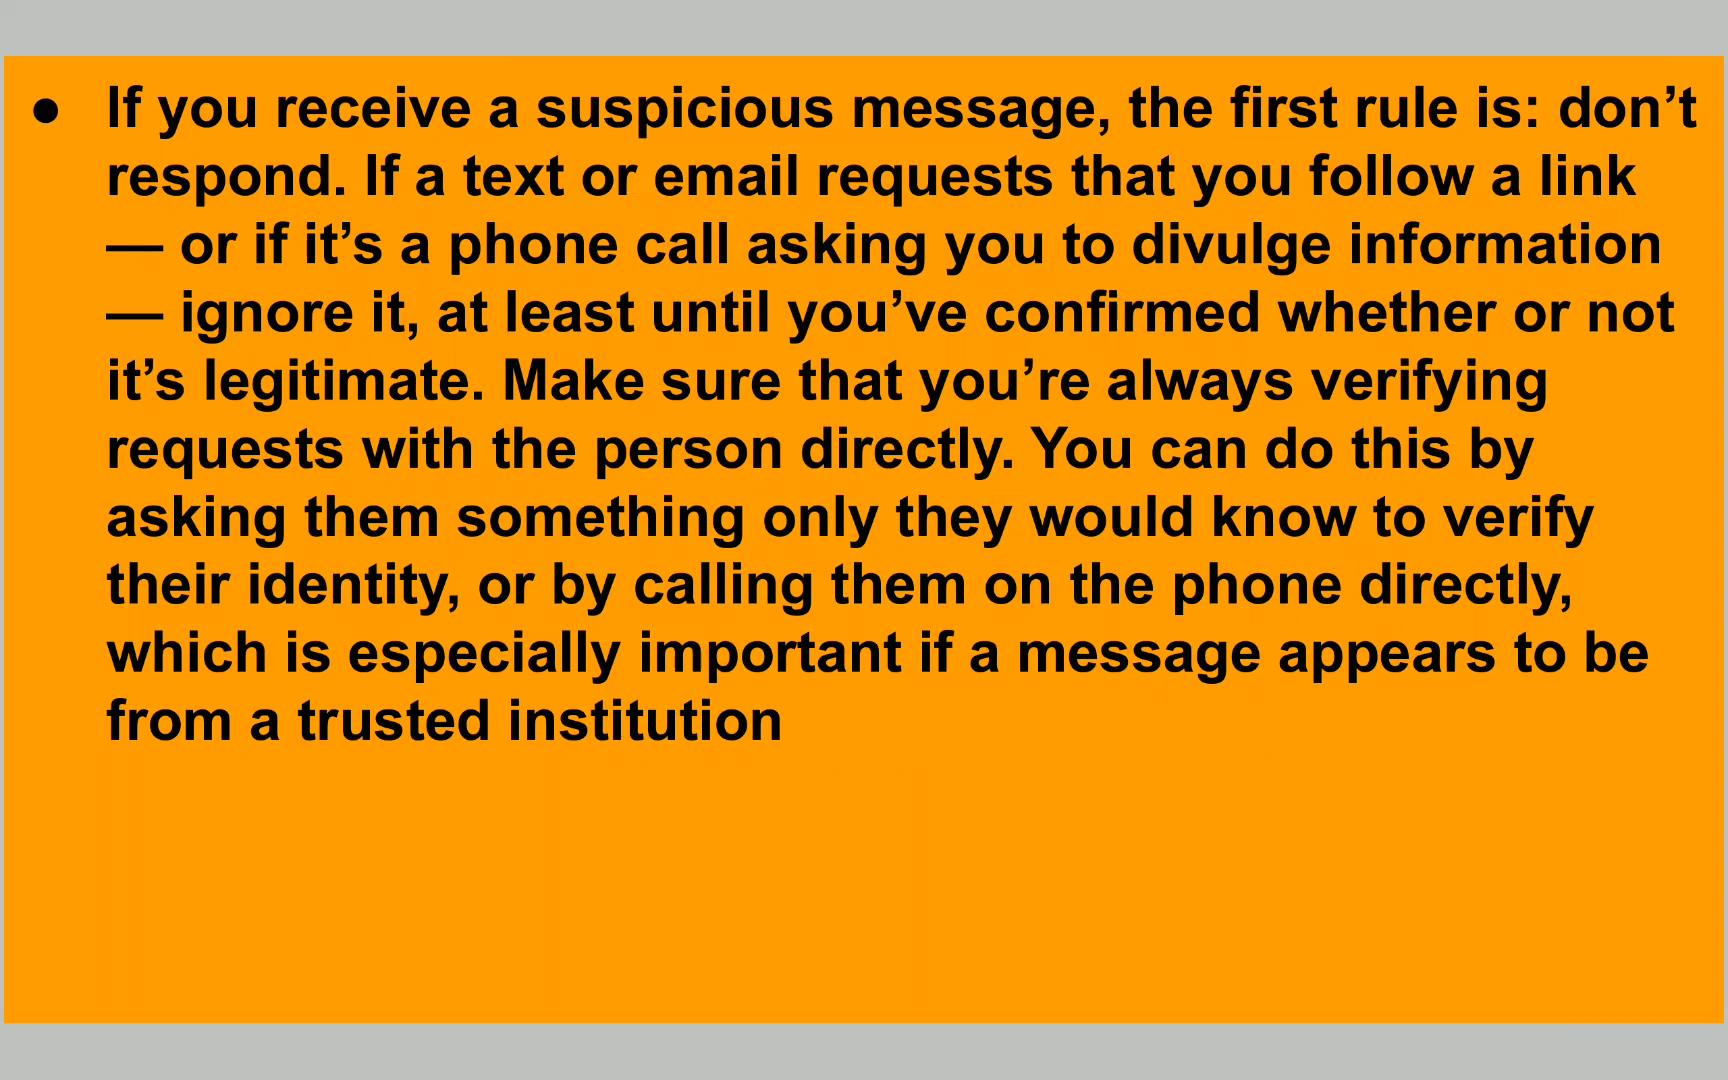 ● If you receive a suspicious message, the first rule is: don’t
respond. If a text or email requests that you follow a link
— or if it’s a phone call asking you to divulge information
— ignore it, at least until you’ve confirmed whether or not
it’s legitimate. Make sure that you’re always verifying
requests with the person directly. You can do this by
asking them something only they would know to verify
their identity, or by calling them on the phone directly,
which is especially important if a message appears to be
from a trusted institution